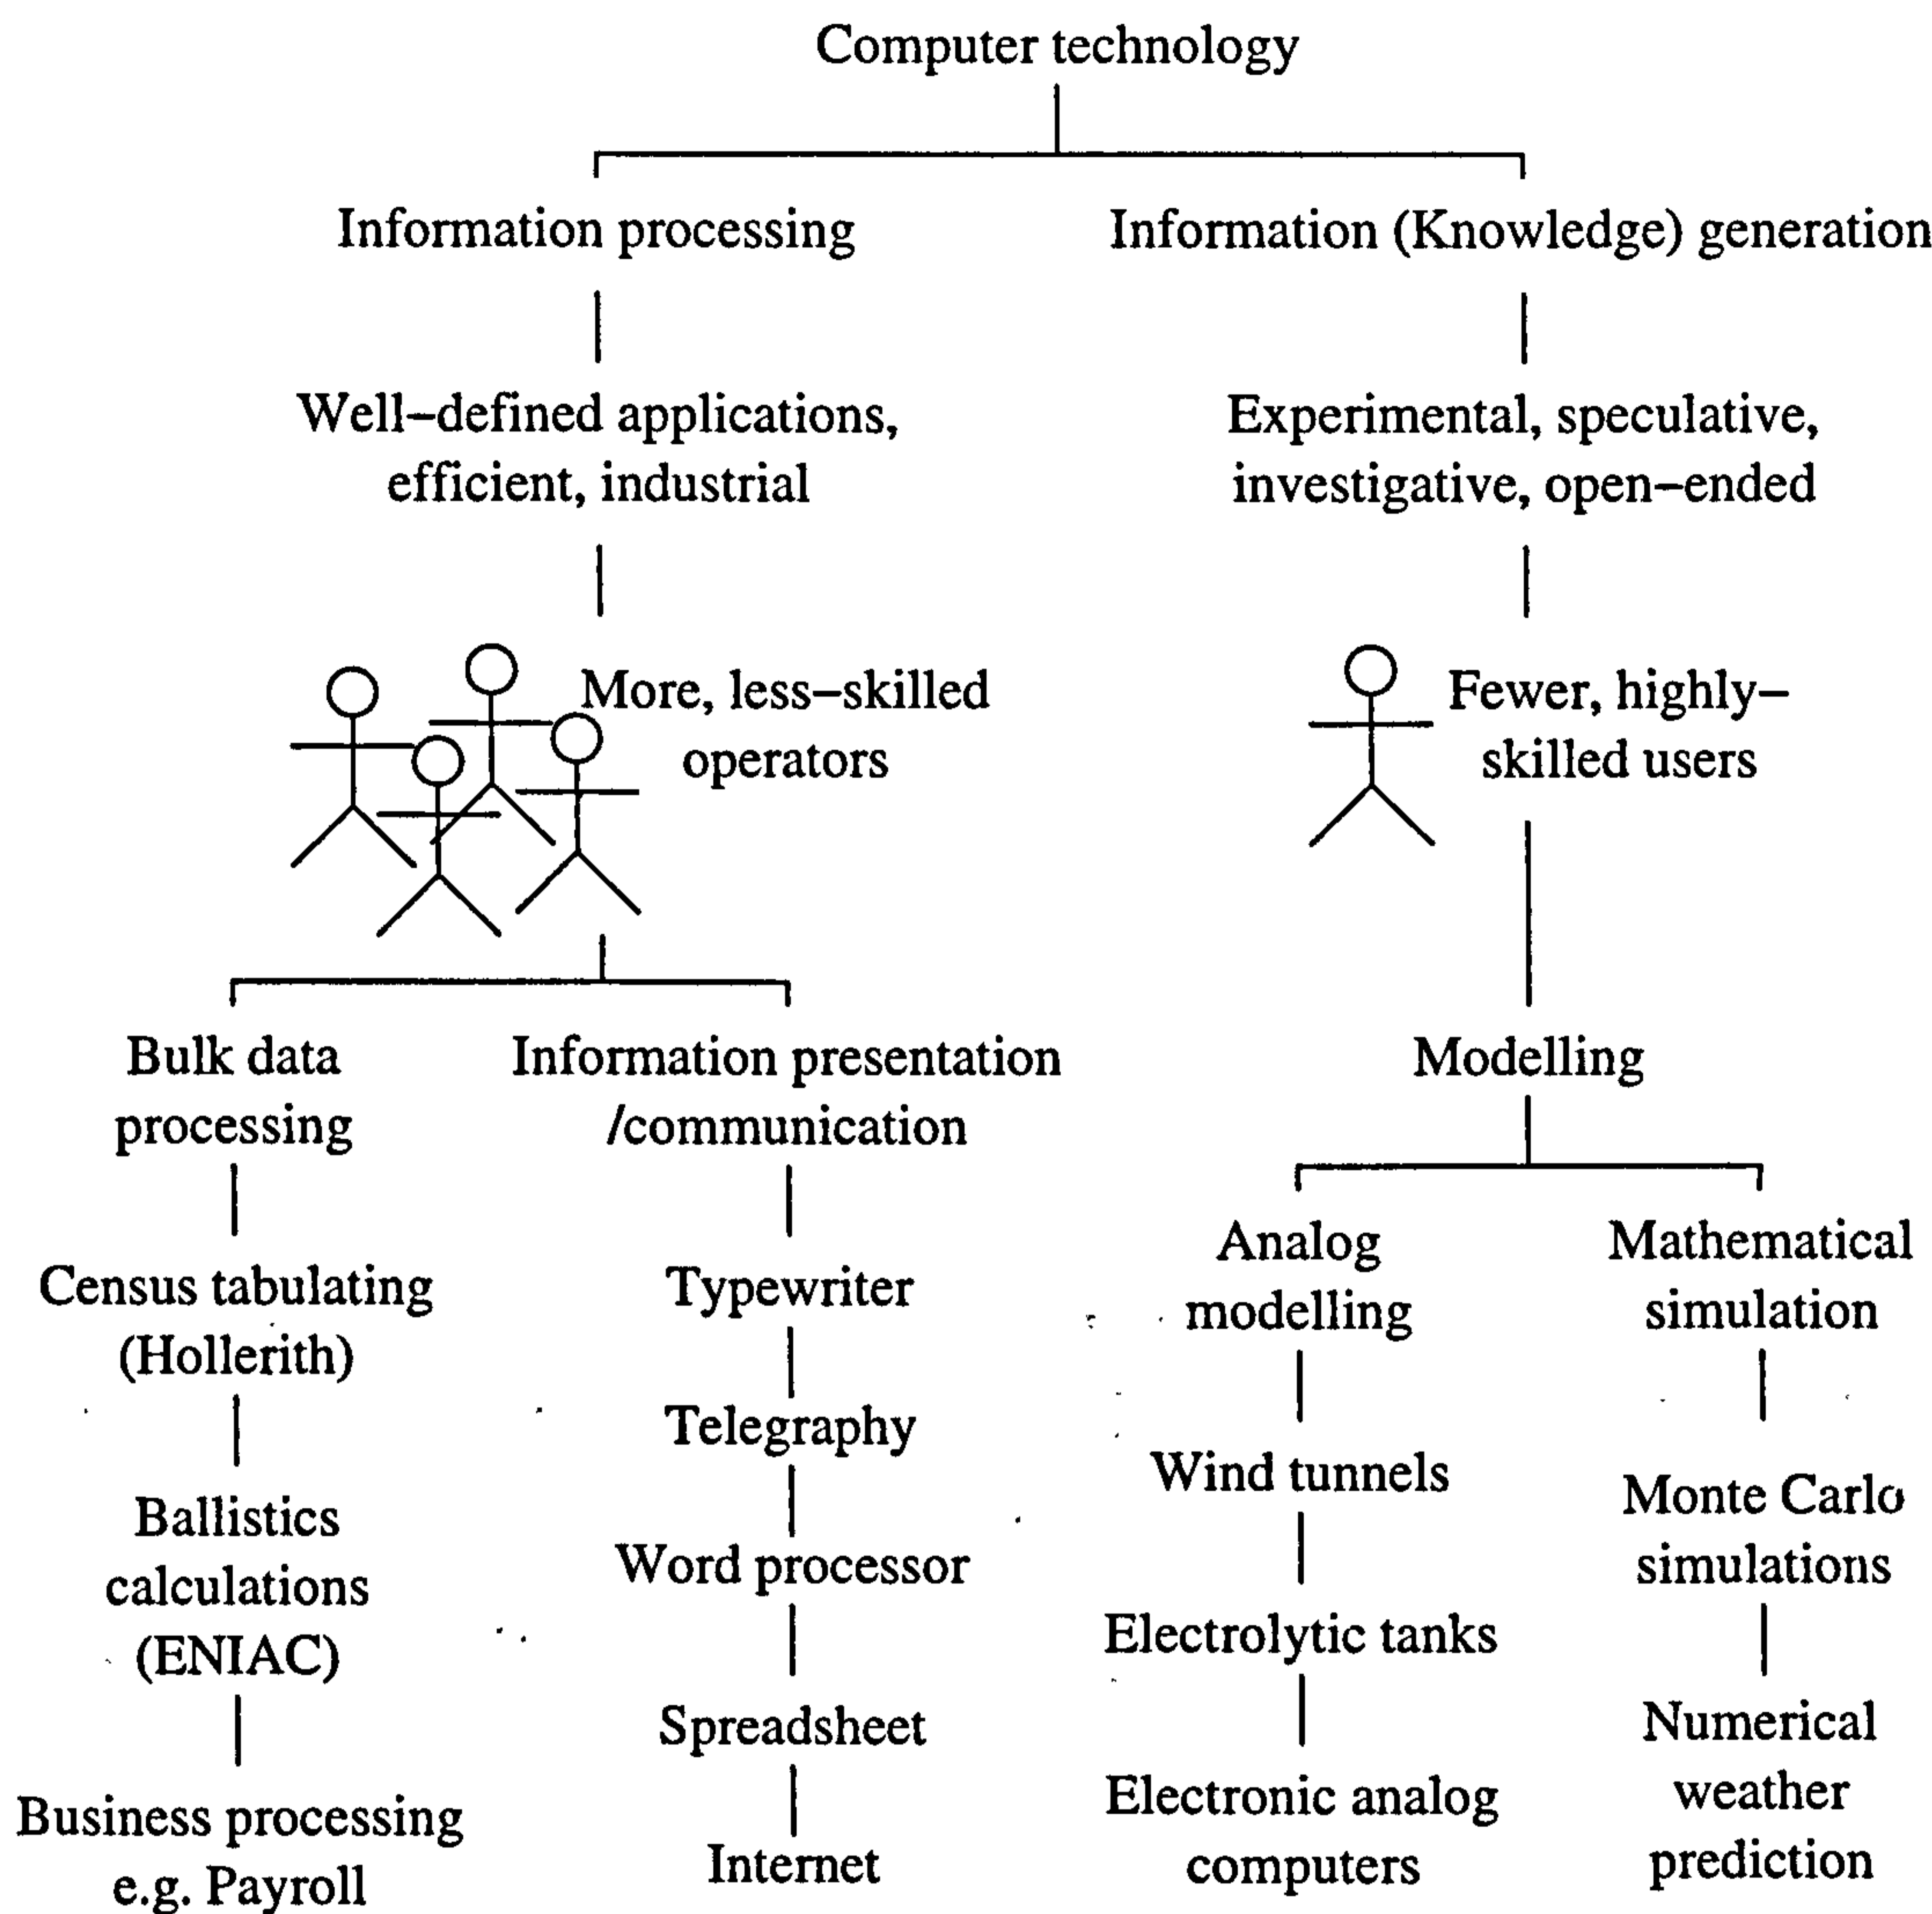 Computer technology
Information processing
Information (Knowledge) generation
Well–defined applications,
efficient, industrial
Experimental, speculative,
investigative, open–ended
More, less–skilled
operators
Fewer, highly–
skilled users
Bulk data
processing
Information presentation
/communication
Modelling
Census tabulating
(Hollerith)
Ballistics
calculations
(ENIAC)
Business processing
e.g. Payroll
Typewriter
Telegraphy
Word processor
Spreadsheet
Internet
Analog
modelling
Wind tunnels
Electrolytic tanks
Electronic analog
computers
Mathematical
simulation
Monte Carlo
simulations
Numerical
weather
prediction